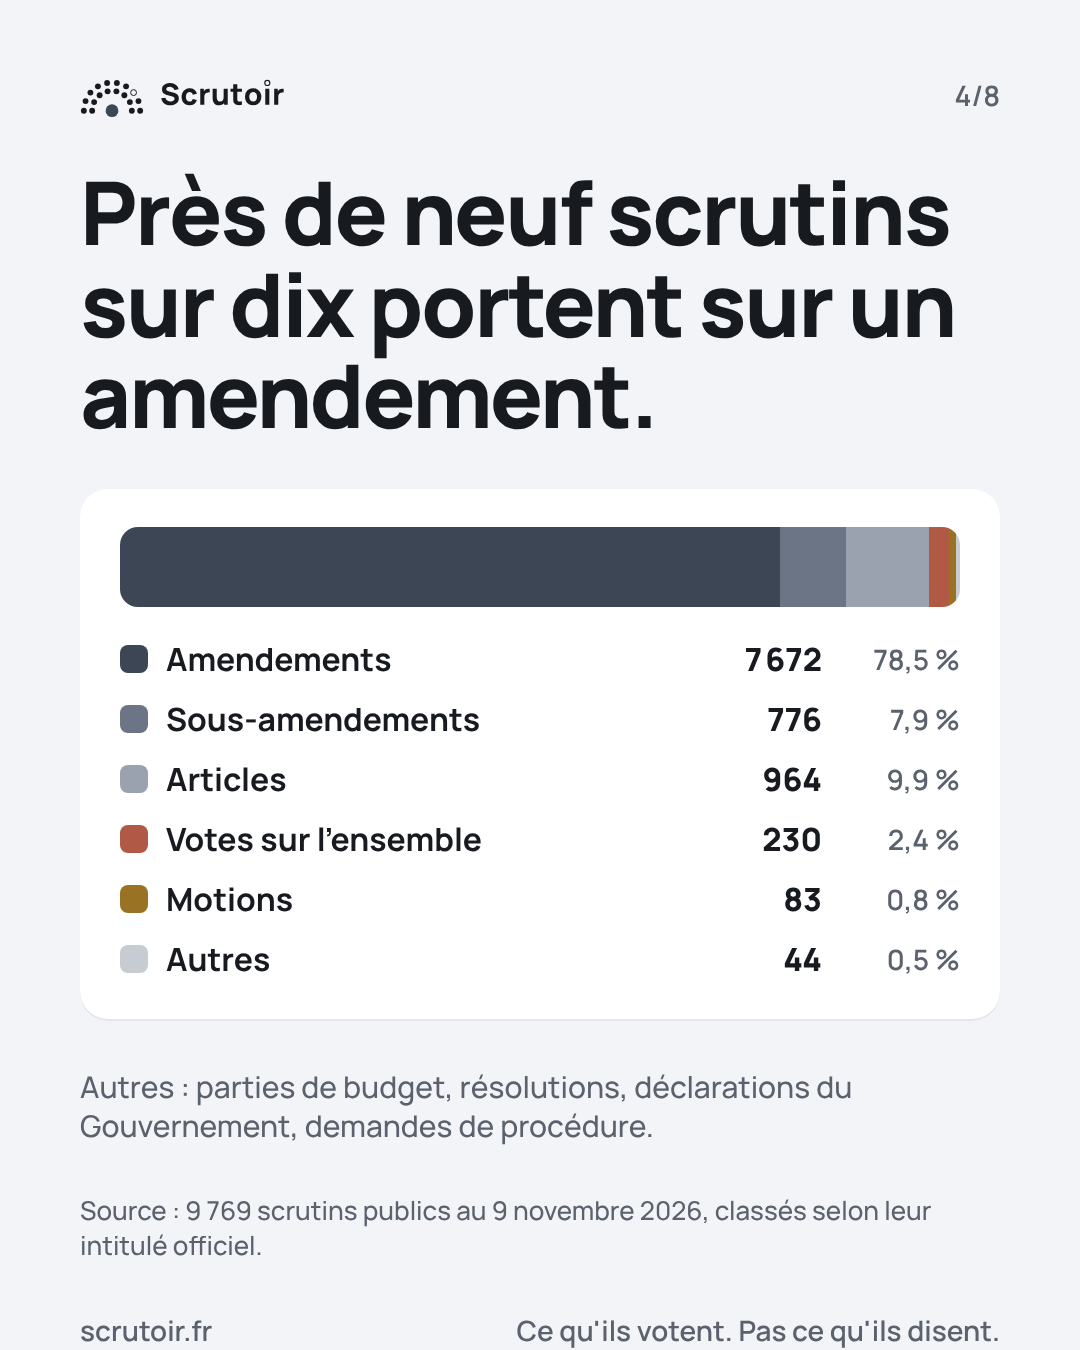 Scrutoir
4/8
Près de neuf scrutins
sur dix portent sur un
amendement.
Amendements 7 672 78,5 %
Sous-amendements 776 7,9 %
Articles 964 9,9 %
Votes sur l’ensemble 230 2,4 %
Motions 83 0,8 %
Autres 44 0,5 %
Autres : parties de budget, résolutions, déclarations du
Gouvernement, demandes de procédure.
Source : 9 769 scrutins publics au 9 novembre 2026, classés selon leur
intitulé officiel.
scrutoir.fr
Ce qu'ils votent. Pas ce qu'ils disent.